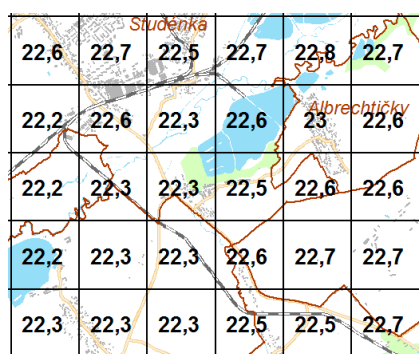 Studénka
22,6 22,7 22,5 22,7 22,8 22,7
Albrechtičky
22,2 22,6 22,3 22,6 23 22,6
22,2 22,3 22,3 22,5 22,6 22,6
22,2 22,3 22,3 22,6 22,7 22,7
22,3 22,3 22,3 22,5 22,5 22,7